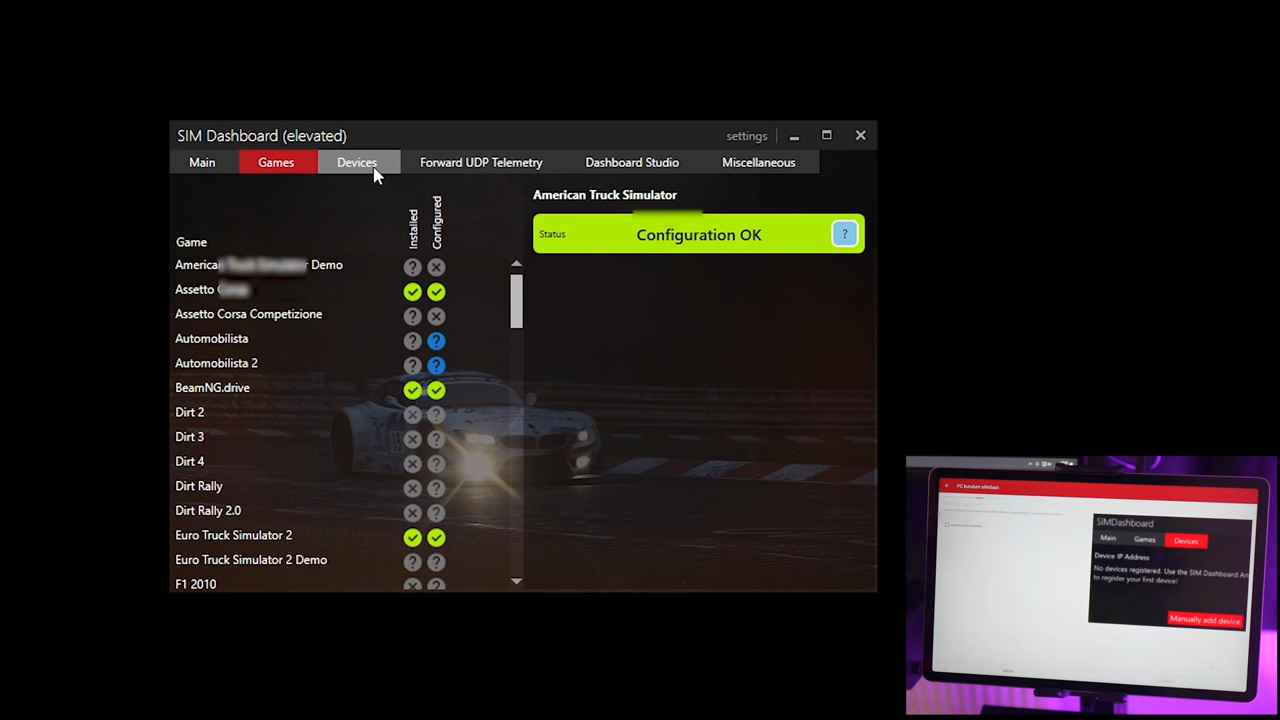 SIM Dashboard (elevated)
settings
Main
Games
Devices
Forward UDP Telemetry
Dashboard Studio
Miscellaneous
Game
Installed
Configured
American Demo
Assetto
Assetto Corsa Competizione
Automobilista
Automobilista 2
BeamNG.drive
Dirt 2
Dirt 3
Dirt 4
Dirt Rally
Dirt Rally 2.0
Euro Truck Simulator 2
Euro Truck Simulator 2 Demo
F1 2010
American Truck Simulator
Status
Configuration OK
?
PC kurulum sihirbazı
SIMDashboard
Main
Games
Devices
Device IP Address
No devices registered. Use the SIM Dashboard An
to register your first device!
Manually add device